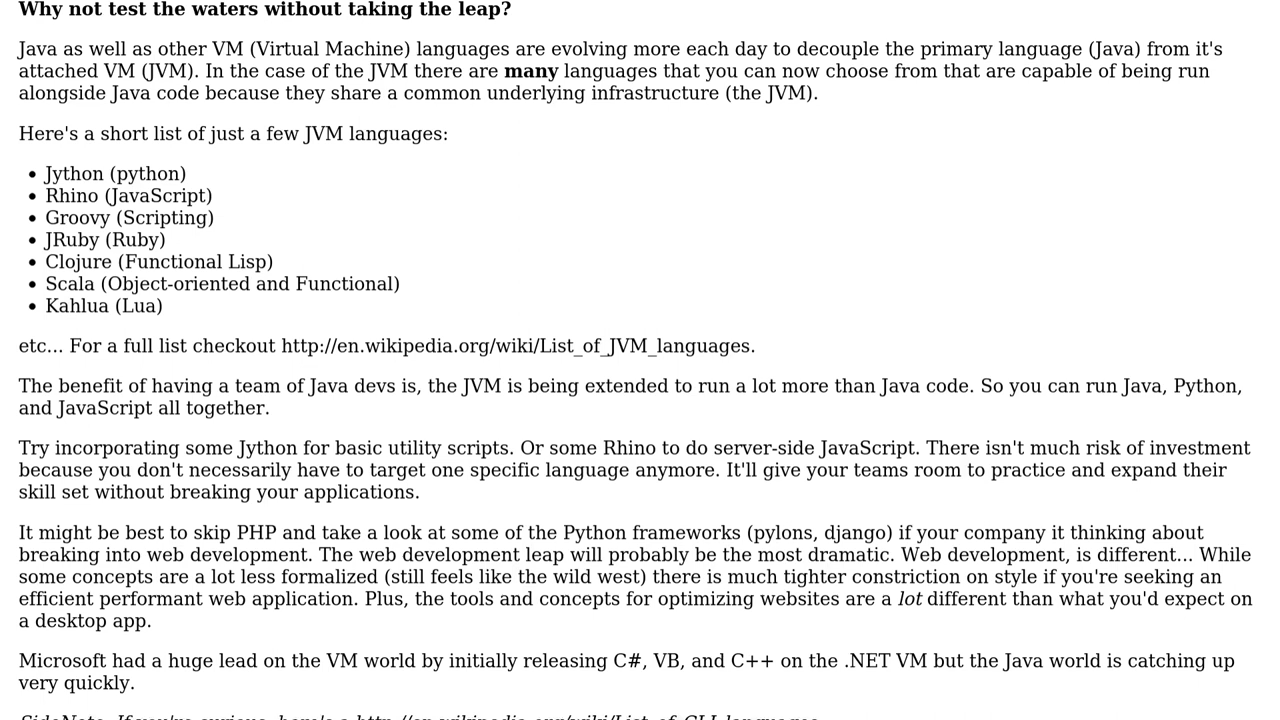 Why not test the waters without taking the leap?
Java as well as other VM (Virtual Machine) languages are evolving more each day to decouple the primary language (Java) from it's
attached VM (JVM). In the case of the JVM there are many languages that you can now choose from that are capable of being run
alongside Java code because they share a common underlying infrastructure (the JVM).
Here's a short list of just a few JVM languages:
• Jython (python)
• Rhino (JavaScript)
• Groovy (Scripting)
• JRuby (Ruby)
• Clojure (Functional Lisp)
• Scala (Object-oriented and Functional)
• Kahlua (Lua)
etc... For a full list checkout http://en.wikipedia.org/wiki/List_of_JVM_languages.
The benefit of having a team of Java devs is, the JVM is being extended to run a lot more than Java code. So you can run Java, Python,
and JavaScript all together.
Try incorporating some Jython for basic utility scripts. Or some Rhino to do server-side JavaScript. There isn't much risk of investment
because you don't necessarily have to target one specific language anymore. It'll give your teams room to practice and expand their
skill set without breaking your applications.
It might be best to skip PHP and take a look at some of the Python frameworks (pylons, django) if your company it thinking about
breaking into web development. The web development leap will probably be the most dramatic. Web development, is different... While
some concepts are a lot less formalized (still feels like the wild west) there is much tighter constriction on style if you're seeking an
efficient performant web application. Plus, the tools and concepts for optimizing websites are a lot different than what you'd expect on
a desktop app.
Microsoft had a huge lead on the VM world by initially releasing C#, VB, and C++ on the .NET VM but the Java world is catching up
very quickly.
SideNote: If you're curious, here's a http://en.wikipedia.org/wiki/List_of_CLI_languages